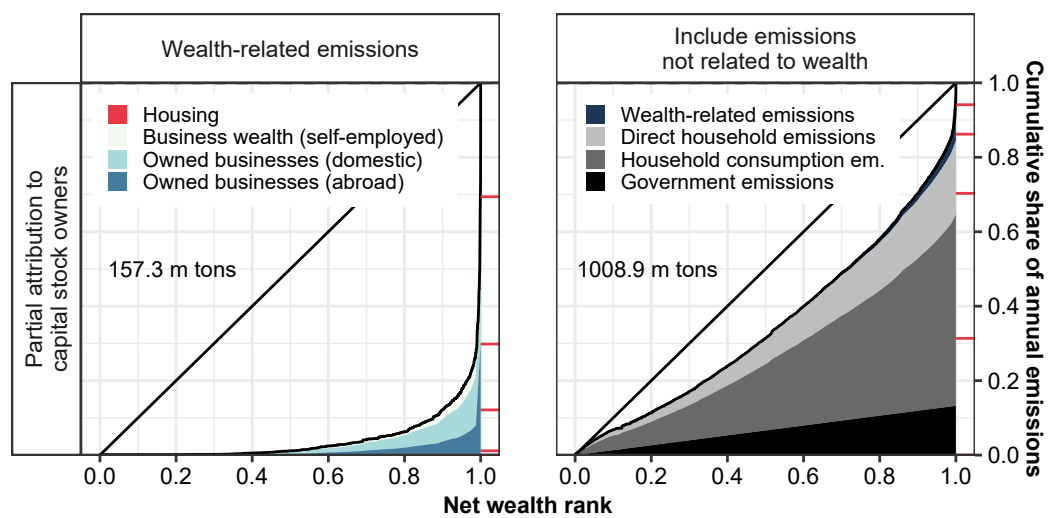 Wealth-related emissions
Include emissions
not related to wealth
Partial attribution to
capital stock owners
Housing
Business wealth (self-employed)
Owned businesses (domestic)
Owned businesses (abroad)
157.3 m tons
Wealth-related emissions
Direct household emissions
Household consumption em.
Government emissions
1008.9 m tons
1.0
0.8
0.6
0.4
0.2
0.0
Cumulative share of annual emissions
0.0 0.2 0.4 0.6 0.8 1.0
0.0 0.2 0.4 0.6 0.8 1.0
Net wealth rank